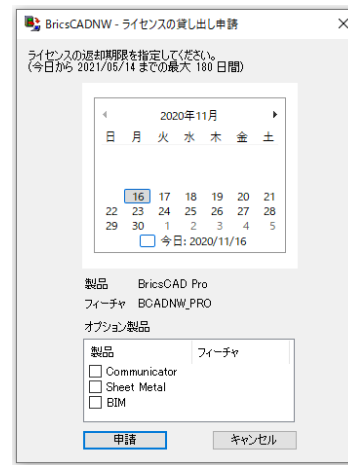 BricsCADNW - ライセンスの貸し出し申請
ライセンスの返却期限を指定してください。
(今日から 2021/05/14 までの最大 180 日間)
2020年11月
日 月 火 水 木 金 土
16 17 18 19 20 21
22 23 24 25 26 27 28
29 30 1 2 3 4 5
今日: 2020/11/16
製品 BricsCAD Pro
フィーチャ BCADNW_PRO
オプション製品
製品 フィーチャ
Communicator
Sheet Metal
BIM
申請 キャンセル